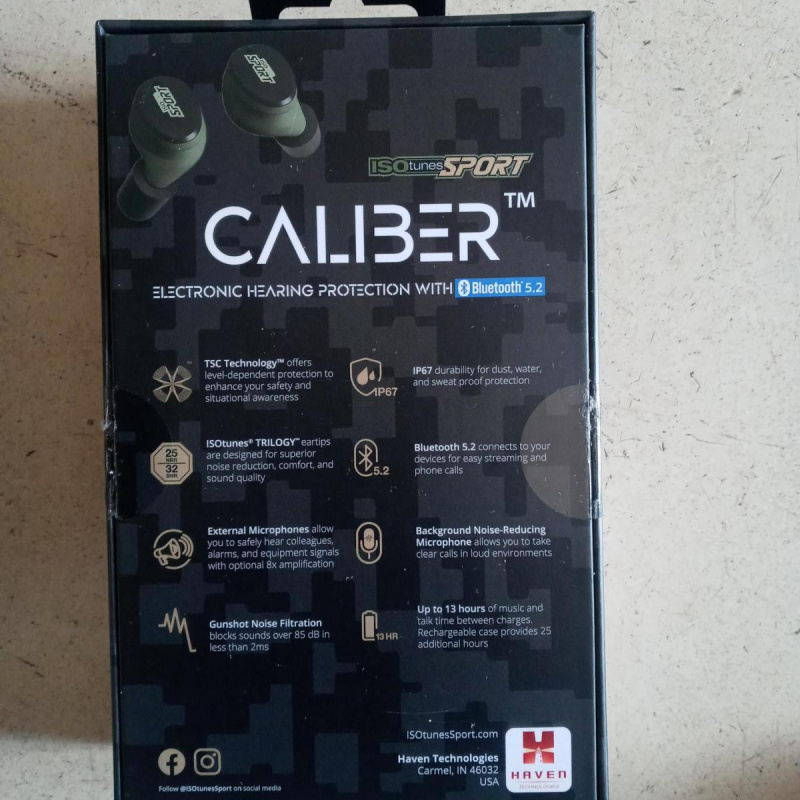 SPORT
SPORT
ISOtunes SPORT
CALIBER™
ELECTRONIC HEARING PROTECTION WITH Bluetooth® 5.2
TSC Technology™ offers
level-dependent protection to
enhance your safety and
situational awareness
IP67
IP67 durability for dust, water,
and sweat proof protection
25
NRR
32
SNR
ISOtunes® TRILOGY™ eartips
are designed for superior
noise reduction, comfort, and
sound quality
5.2
Bluetooth 5.2 connects to your
devices for easy streaming and
phone calls
External Microphones allow
you to safely hear colleagues,
alarms, and equipment signals
with optional 8x amplification
Background Noise-Reducing
Microphone allows you to take
clear calls in loud environments
Gunshot Noise Filtration
blocks sounds over 85 dB in
less than 2ms
13 HR
Up to 13 hours of music and
talk time between charges.
Rechargeable case provides 25
additional hours
ISOtunesSport.com
Haven Technologies
Carmel, IN 46032
USA
HAVEN
TECHNOLOGIES
Follow @ISOtunesSport on social media